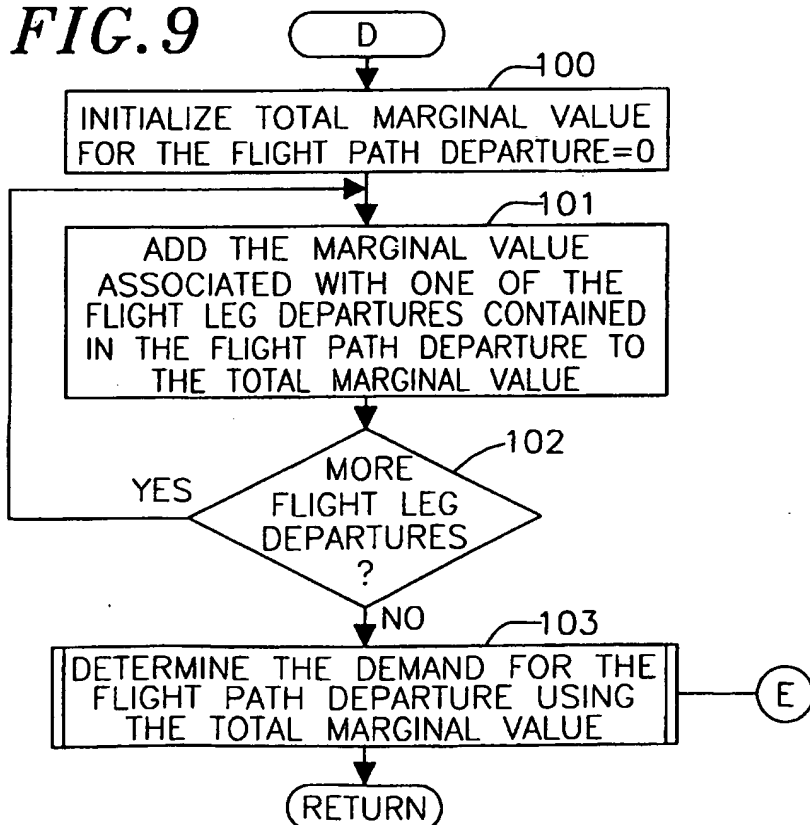 FIG. 9
D
100
INITIALIZE TOTAL MARGINAL VALUE
FOR THE FLIGHT PATH DEPARTURE=0
101
ADD THE MARGINAL VALUE
ASSOCIATED WITH ONE OF THE
FLIGHT LEG DEPARTURES CONTAINED
IN THE FLIGHT PATH DEPARTURE TO
THE TOTAL MARGINAL VALUE
102
MORE
FLIGHT LEG
DEPARTURES
?
YES
NO
103
DETERMINE THE DEMAND FOR THE
FLIGHT PATH DEPARTURE USING
THE TOTAL MARGINAL VALUE
E
RETURN